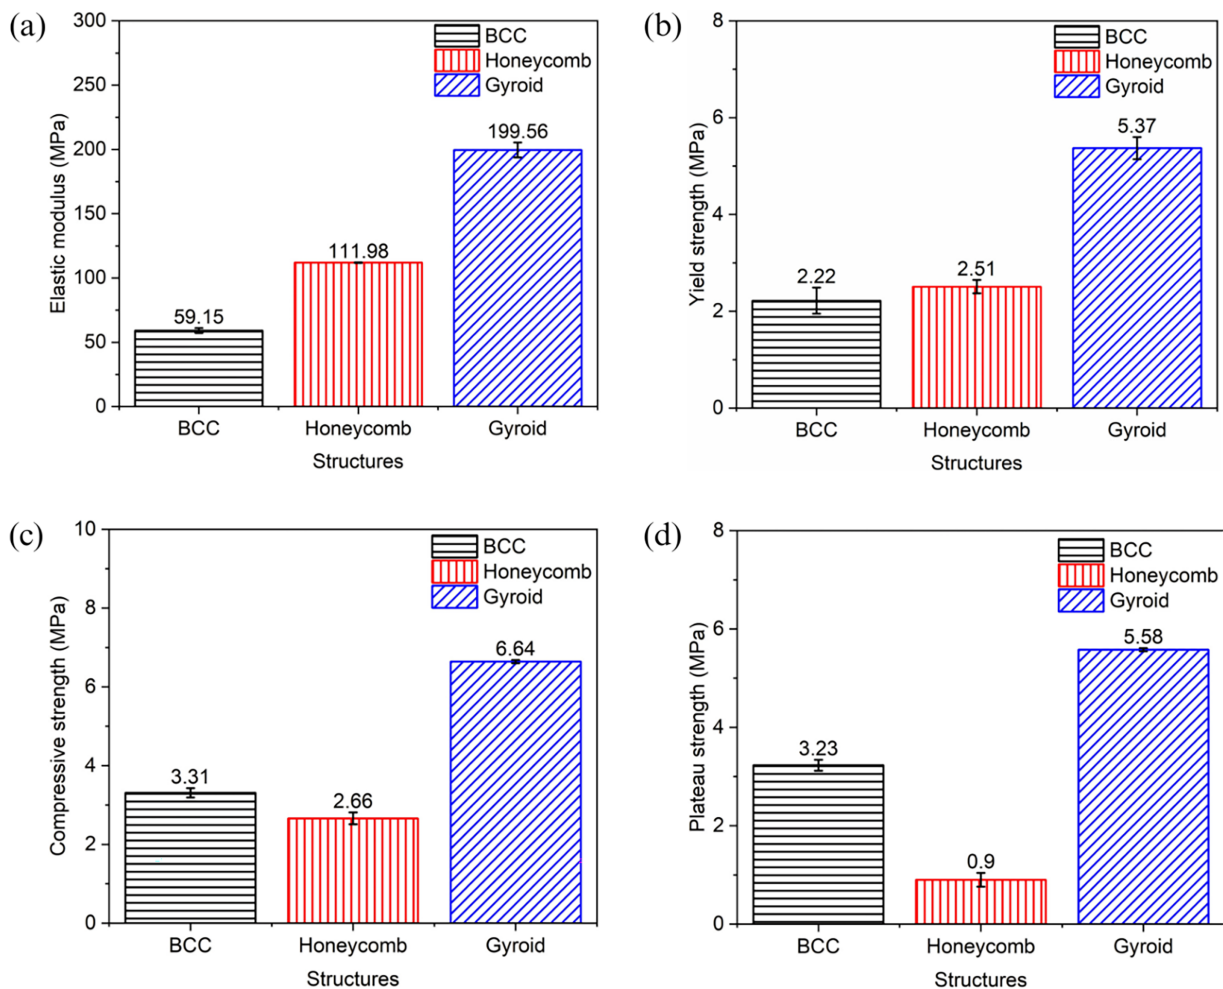 (a)
300
250
200
150
100
50
0
Elastic modulus (MPa)
BCC
Honeycomb
Gyroid
59.15
111.98
199.56
BCC
Honeycomb
Gyroid
Structures
(b)
8
6
4
2
0
Yield strength (MPa)
BCC
Honeycomb
Gyroid
2.22
2.51
5.37
BCC
Honeycomb
Gyroid
Structures
(c)
10
8
6
4
2
0
Compressive strength (MPa)
BCC
Honeycomb
Gyroid
3.31
2.66
6.64
BCC
Honeycomb
Gyroid
Structures
(d)
8
6
4
2
0
Plateau strength (MPa)
BCC
Honeycomb
Gyroid
3.23
0.9
5.58
BCC
Honeycomb
Gyroid
Structures